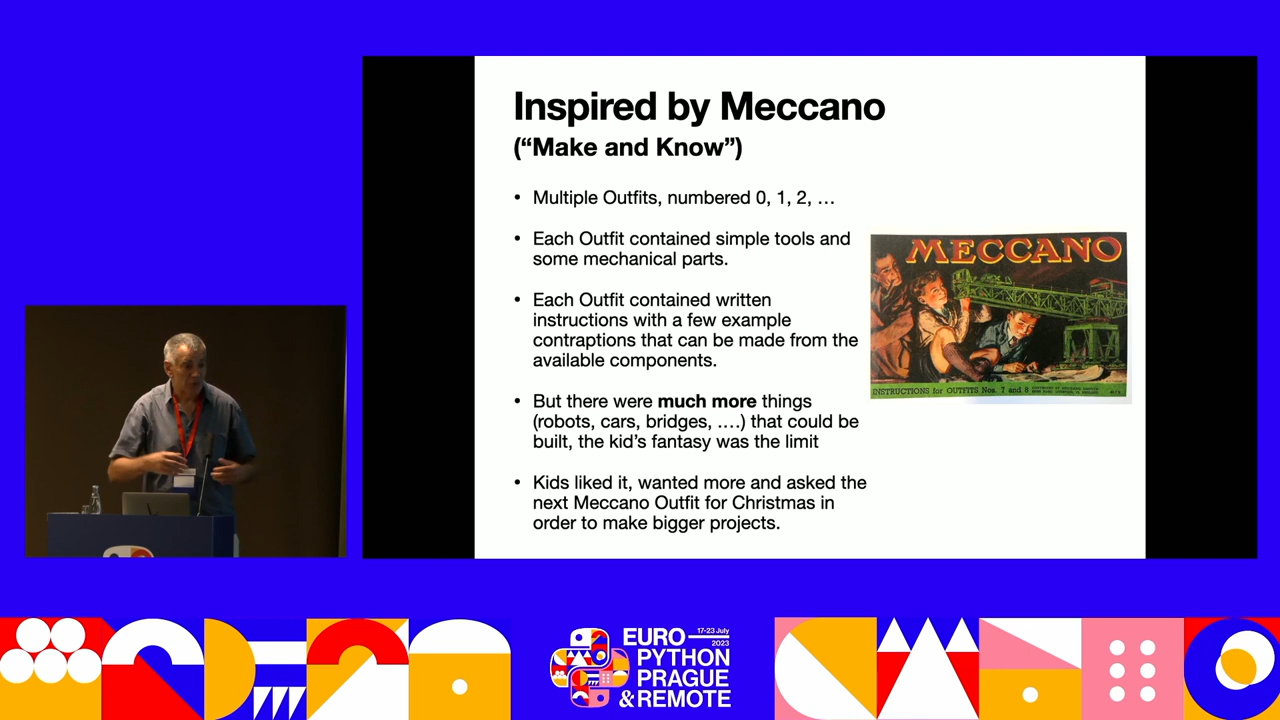 Inspired by Meccano
(“Make and Know”)
• Multiple Outfits, numbered 0, 1, 2, …
• Each Outfit contained simple tools and
some mechanical parts.
• Each Outfit contained written
instructions with a few example
contraptions that can be made from the
available components.
• But there were much more things
(robots, cars, bridges, ….) that could be
built, the kid’s fantasy was the limit
• Kids liked it, wanted more and asked the
next Meccano Outfit for Christmas in
order to make bigger projects.
MECCANO
INSTRUCTIONS for OUTFITS Nos. 7 and 8
17-23 July
2023
EURO
PYTHON
PRAGUE
& REMOTE